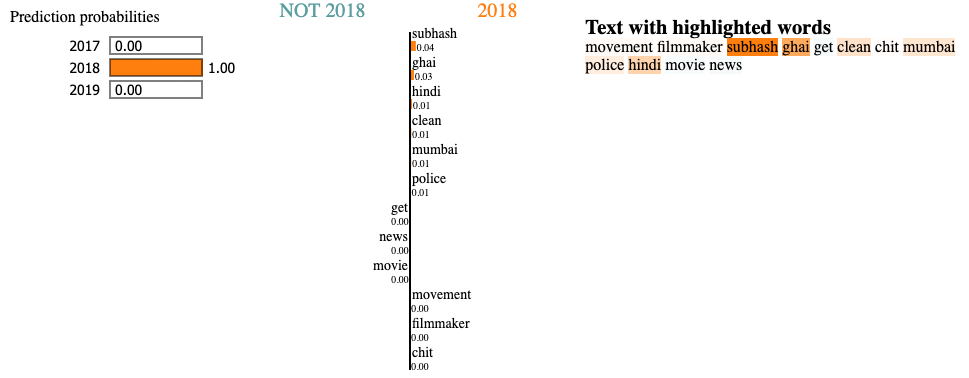 Prediction probabilities
2017 0.00
2018 1.00
2019 0.00
NOT 2018 2018
subhash
0.04
ghai
0.03
hindi
0.01
clean
0.01
mumbai
0.01
police
0.01
get
0.00
news
0.00
movie
0.00
movement
0.00
filmmaker
0.00
chit
0.00
Text with highlighted words
movement filmmaker subhash ghai get clean chit mumbai
police hindi movie news